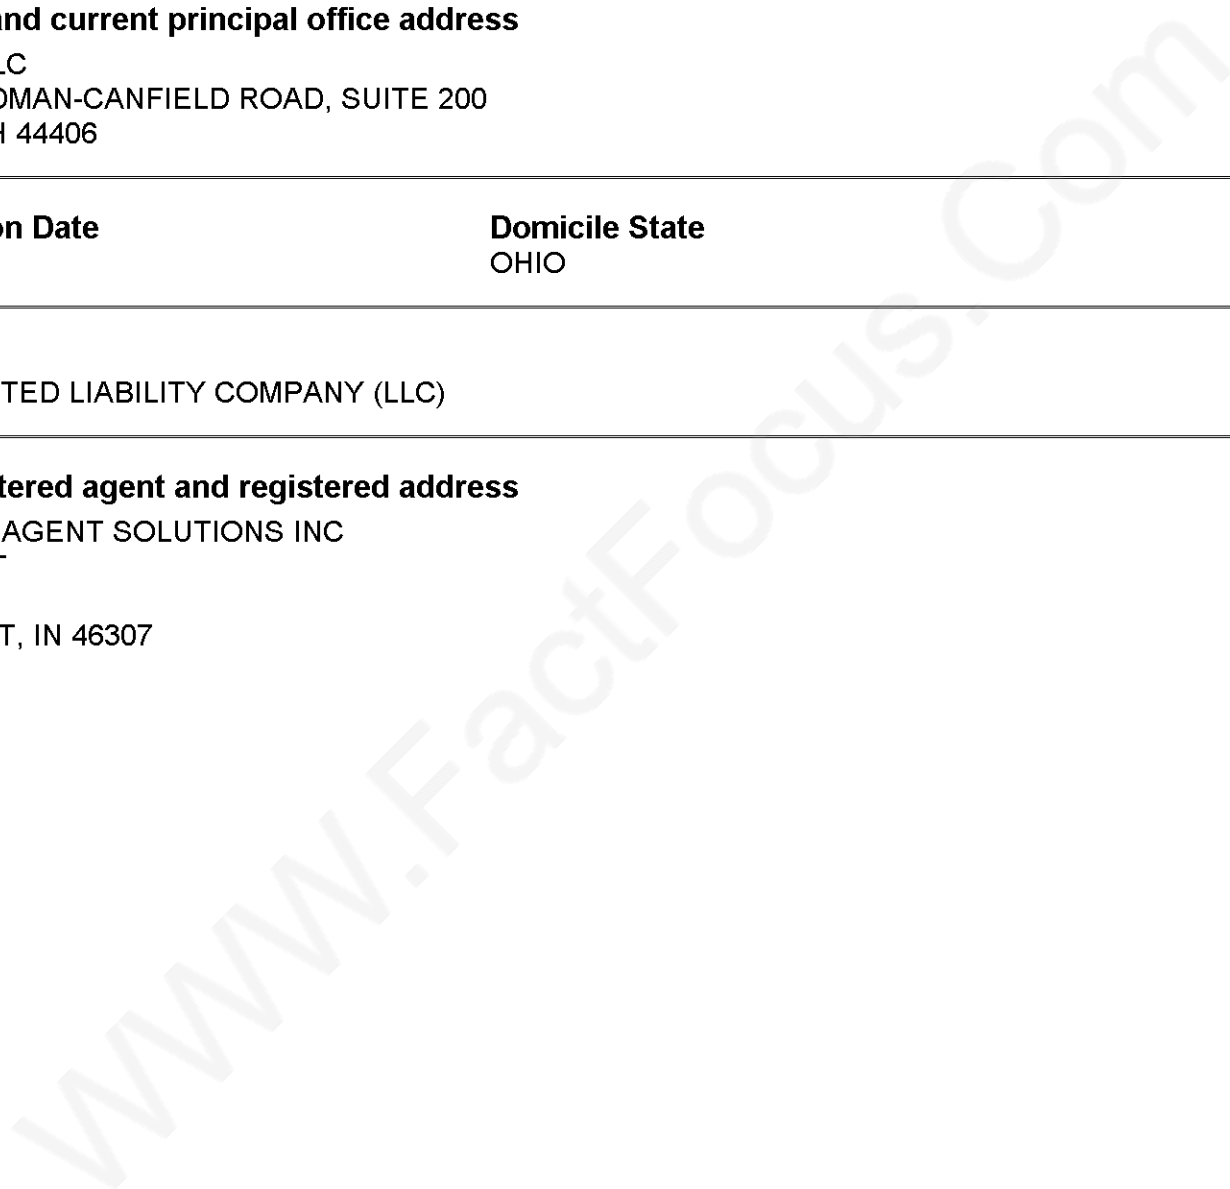 and current principal office address
LC
DMAN-CANFIELD ROAD, SUITE 200
H 44406
on Date
Domicile State
OHIO
TED LIABILITY COMPANY (LLC)
tered agent and registered address
AGENT SOLUTIONS INC
T, IN 46307
www.FactFocus.Com